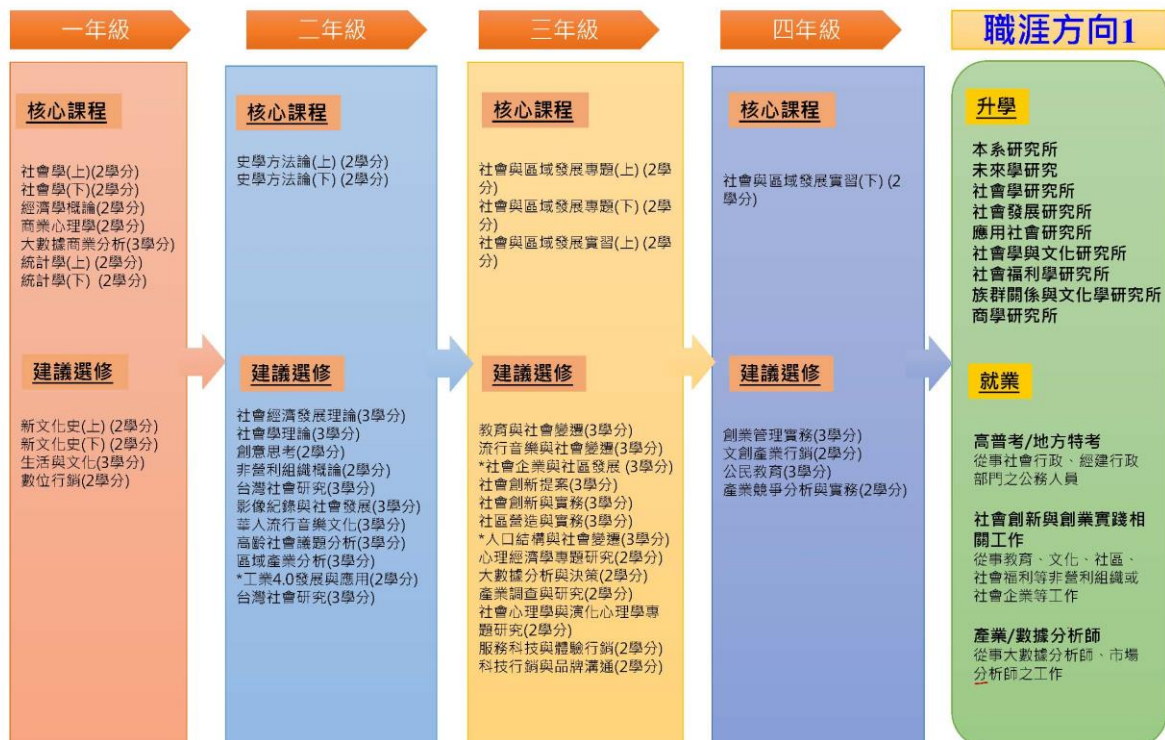 一年級
二年級
三年級
四年級
職涯方向1
核心課程
社會學(上)(2學分)
社會學(下)(2學分)
經濟學概論(2學分)
商業心理學(2學分)
大數據商業分析(3學分)
統計學(上) (2學分)
統計學(下) (2學分)
建議選修
新文化史(上) (2學分)
新文化史(下) (2學分)
生活與文化(3學分)
數位行銷(2學分)
核心課程
史學方法論(上) (2學分)
史學方法論(下) (2學分)
建議選修
社會經濟發展理論(3學分)
社會學理論(3學分)
創意思考(2學分)
非營利組織概論(2學分)
台灣社會研究(3學分)
影像紀錄與社會發展(3學分)
華人流行音樂文化(3學分)
高齡社會議題分析(3學分)
區域產業分析(3學分)
*工業4.0發展與應用(2學分)
台灣社會研究(3學分)
核心課程
社會與區域發展專題(上) (2學
分)
社會與區域發展專題(下) (2學
分)
社會與區域發展實習(上) (2學
分)
建議選修
教育與社會變遷(3學分)
流行音樂與社會變遷(3學分)
*社會企業與社區發展 (3學分)
社會創新提案(3學分)
社會創新與實務(3學分)
社區營造與實務(3學分)
*人口結構與社會變遷(3學分)
心理經濟學專題研究(2學分)
大數據分析與決策(2學分)
產業調查與研究(2學分)
社會心理學與演化心理學專
題研究(2學分)
服務科技與體驗行銷(2學分)
科技行銷與品牌溝通(2學分)
核心課程
社會與區域發展實習(下) (2
學分)
建議選修
創業管理實務(3學分)
文創產業行銷(2學分)
公民教育(3學分)
產業競爭分析與實務(2學分)
升學
本系研究所
未來學研究
社會學研究所
社會發展研究所
應用社會研究所
社會學與文化研究所
社會福利學研究所
族群關係與文化學研究所
商學研究所
就業
高普考/地方特考
從事社會行政、經建行政
部門之公務人員
社會創新與創業實踐相
關工作
從事教育、文化、社區、
社會福利等非營利組織或
社會企業等工作
產業/數據分析師
從事大數據分析師、市場
分析師之工作